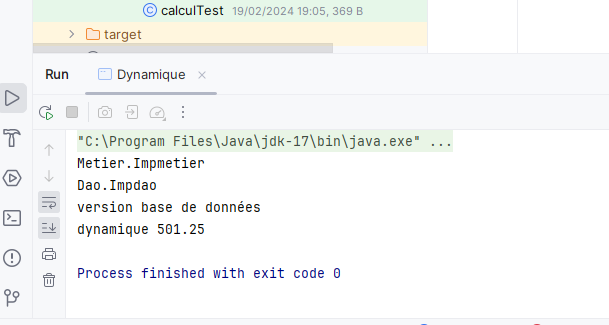 calculTest 19/02/2024 19:05, 369 B
target
Run Dynamique
"C:\Program Files\Java\jdk-17\bin\java.exe" ...
Metier.Impmetier
Dao.Impdao
version base de données
dynamique 501.25
Process finished with exit code 0